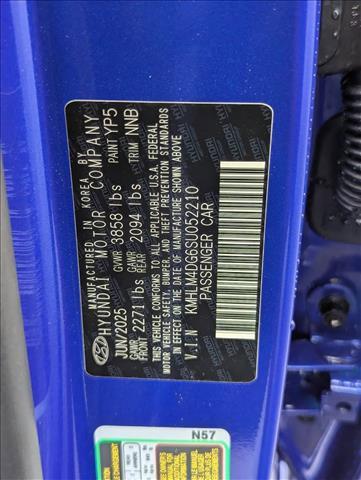 MADE IN KOREA BY
HYUNDAI MOTOR COMPANY
JUN/2025 GVWR 3858 lbs PAINT YP5
GAWR FRONT 2271 lbs GAWR REAR 2094 lbs TRIM NNB
THIS VEHICLE CONFORMS TO ALL APPLICABLE U.S.A. FEDERAL
MOTOR VEHICLE SAFETY, BUMPER, AND THEFT PREVENTION STANDARDS
IN EFFECT ON THE DATE OF MANUFACTURE SHOWN ABOVE
V.I.N KMHLM4DG6SU052210
PASSENGER CAR
N57